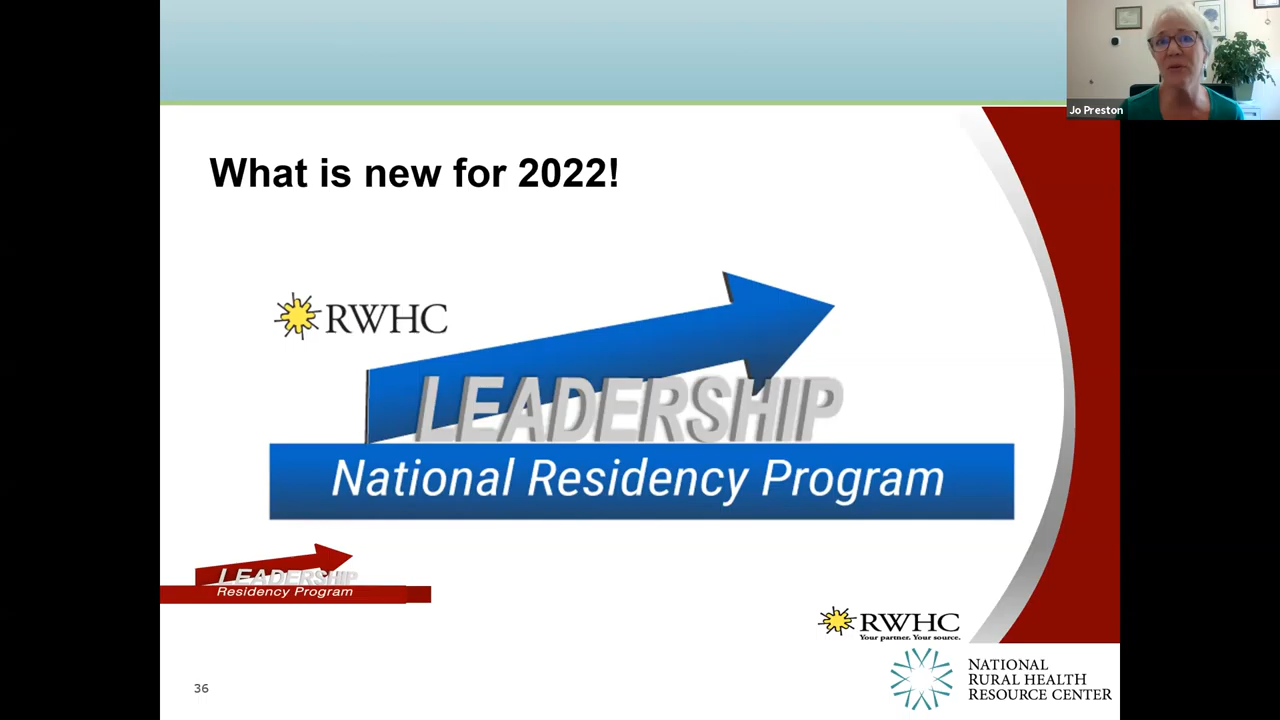 Jo Preston
What is new for 2022!
RWHC
LEADERSHIP
National Residency Program
LEADERSHIP
Residency Program
RWHC
Your partner. Your source.
NATIONAL
RURAL HEALTH
RESOURCE CENTER
36